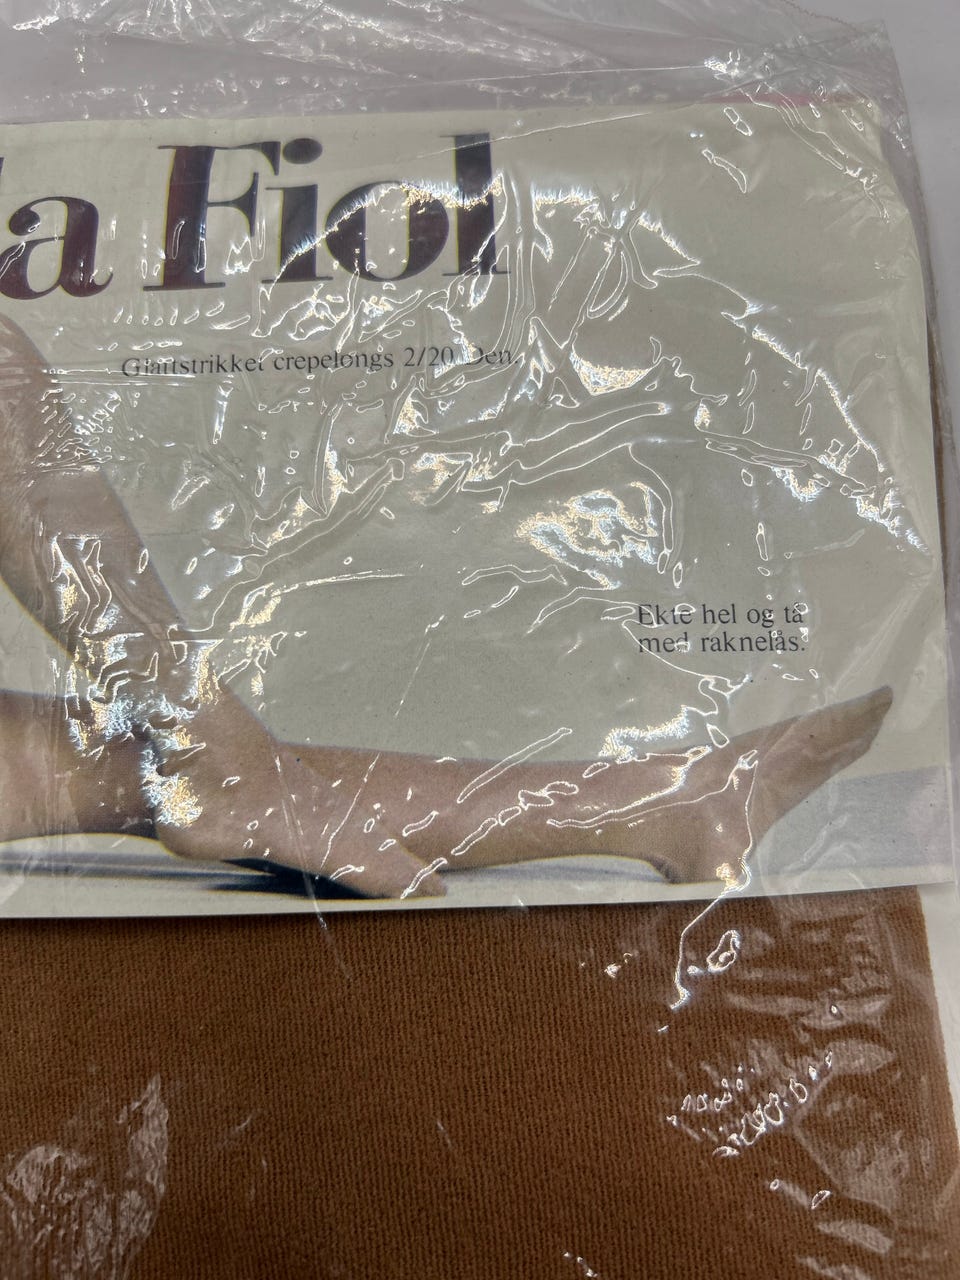 a Fiol
Glattstrikket crepelongs 2/20 Den
Ekte hel og tå
med raknelås.